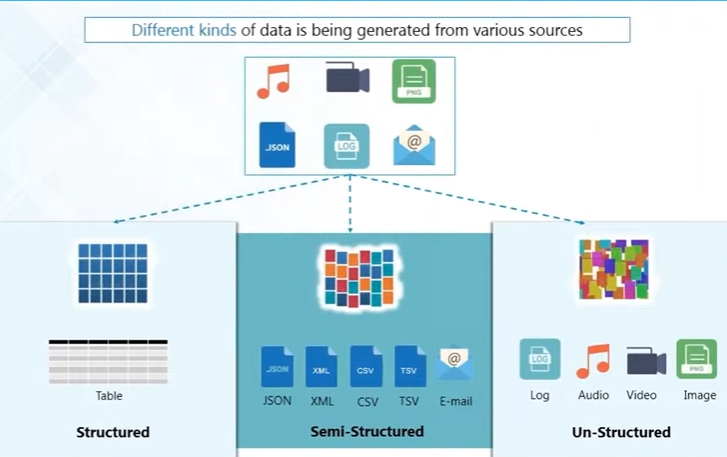 Different kinds of data is being generated from various sources
PNG
.JSON
LOG
@
@
.JSON
XML
CSV
TSV
LOG
PNG
JSON
XML
CSV
TSV
E-mail
Log
Audio
Video
Image
Table
Structured
Semi-Structured
Un-Structured